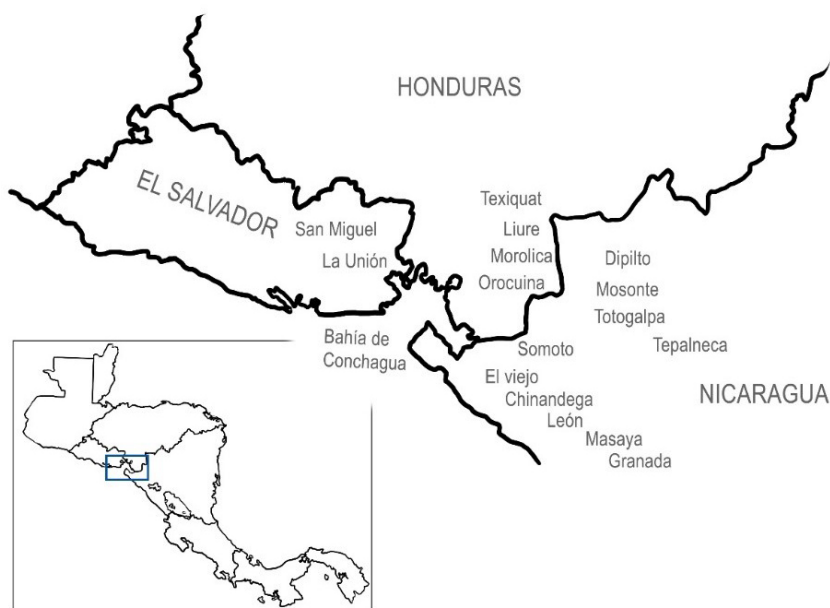 HONDURAS
EL SALVADOR
San Miguel
La Unión
Texiquat
Liure
Morolica
Orocuina
Dipilto
Mosonte
Totogalpa
Tepalneca
Bahía de
Conchagua
Somoto
El viejo
Chinandega
León
Masaya
Granada
NICARAGUA